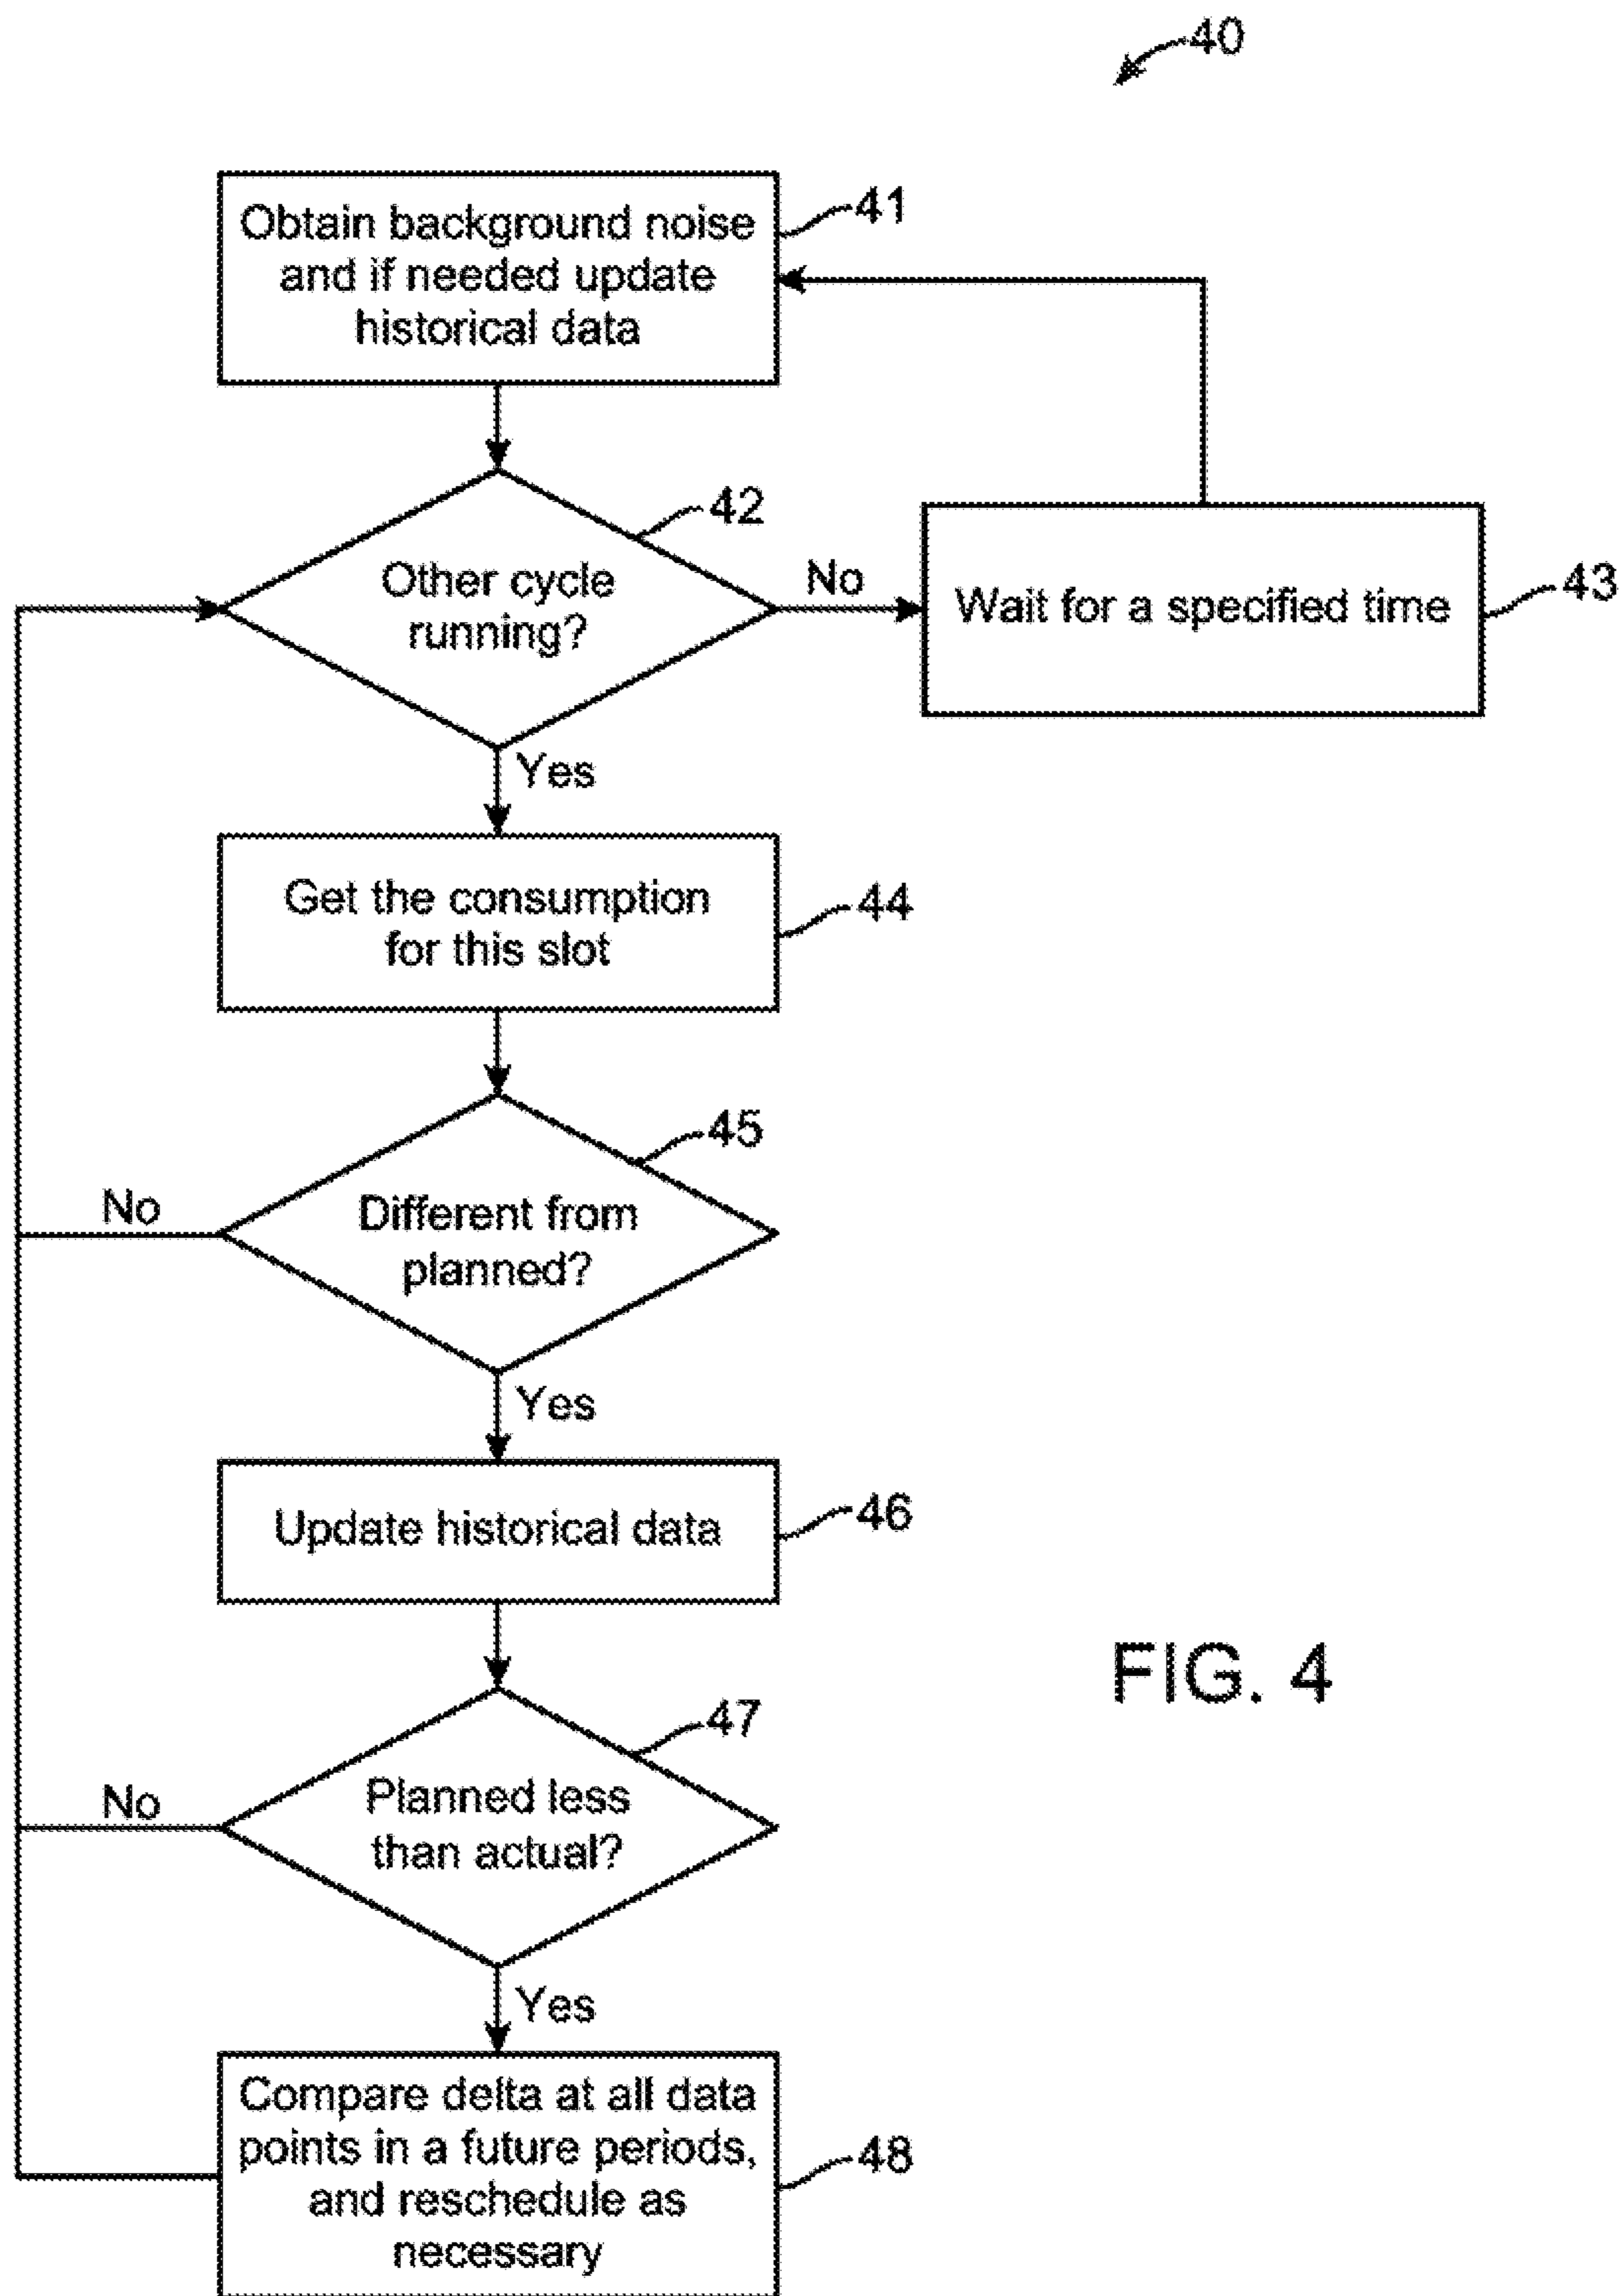 40
Obtain background noise
and if needed update
historical data
41
42
Other cycle
running?
No
Wait for a specified time
43
Yes
Get the consumption
for this slot
44
45
Different from
planned?
No
Yes
Update historical data
46
FIG. 4
47
Planned less
than actual?
No
Yes
Compare delta at all data
points in a future periods,
and reschedule as
necessary
48